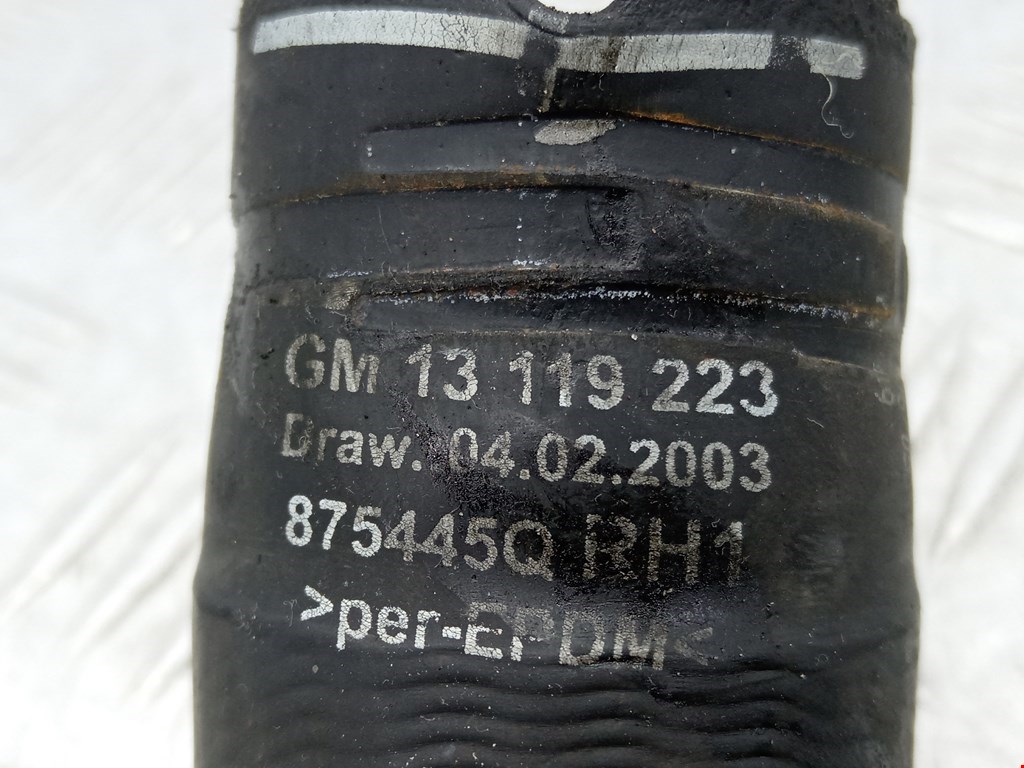 GM 13 119 223
Draw. 04.02.2003
875445Q RH1
>per-EPDM<